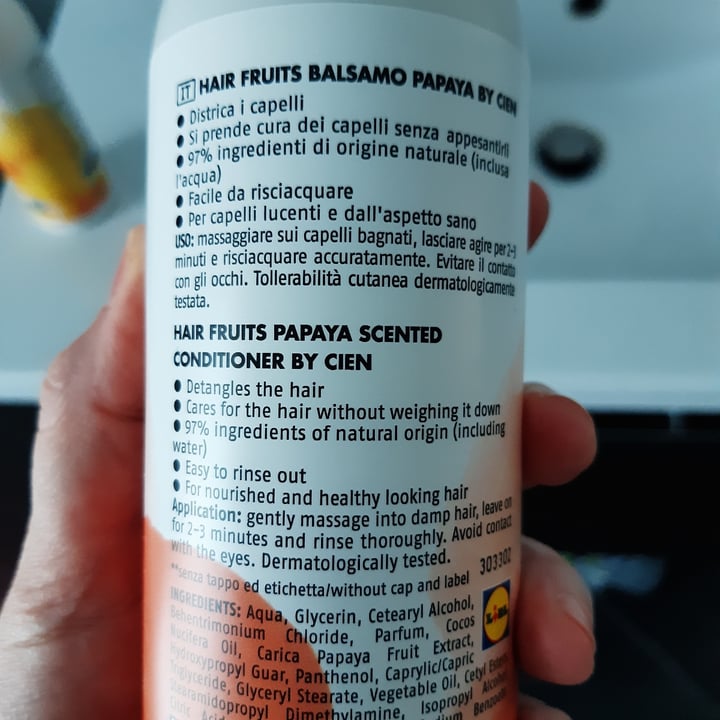 IT HAIR FRUITS BALSAMO PAPAYA BY CIEN
● Districa i capelli
● Si prende cura dei capelli senza appesantirli
● 97% ingredienti di origine naturale (inclusa
l'acqua)
● Facile da risciacquare
● Per capelli lucenti e dall'aspetto sano
USO: massaggiare sui capelli bagnati, lasciare agire per 2-3
minuti e risciacquare accuratamente. Evitare il contatto
con gli occhi. Tollerabilità cutanea dermatologicamente
testata.
HAIR FRUITS PAPAYA SCENTED
CONDITIONER BY CIEN
● Detangles the hair
● Cares for the hair without weighing it down
● 97% ingredients of natural origin (including
water)
● Easy to rinse out
● For nourished and healthy looking hair
Application: gently massage into damp hair, leave on
for 2-3 minutes and rinse thoroughly. Avoid contact
with the eyes. Dermatologically tested.
**senza tappo ed etichetta/without cap and label 303302
INGREDIENTS: Aqua, Glycerin, Cetearyl Alcohol,
Behentrimonium Chloride, Parfum, Cocos
Nucifera Oil, Carica Papaya Fruit Extract,
Hydroxypropyl Guar, Panthenol, Caprylic/Capric
Triglyceride, Glyceryl Stearate, Vegetable Oil, Cetyl Esters,
Stearamidopropyl Dimethylamine, Isopropyl Alcohol,
Citric Acid
LIDL